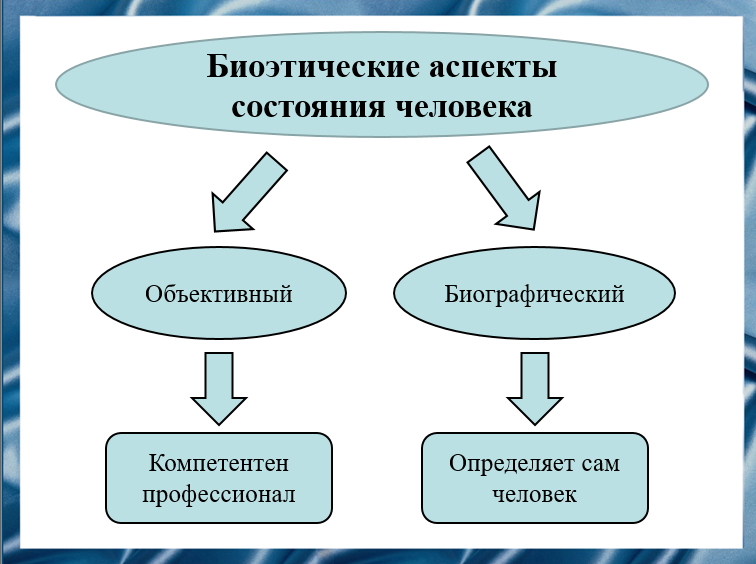 Биоэтические аспекты
состояния человека
Объективный
Биографический
Компетентен
профессионал
Определяет сам
человек